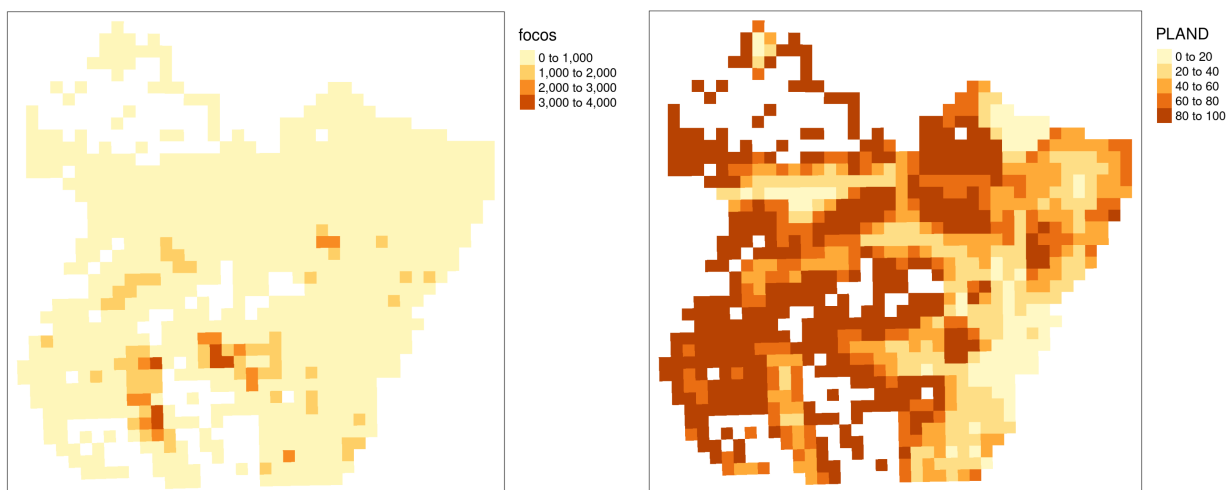 focos
0 to 1,000
1,000 to 2,000
2,000 to 3,000
3,000 to 4,000
PLAND
0 to 20
20 to 40
40 to 60
60 to 80
80 to 100